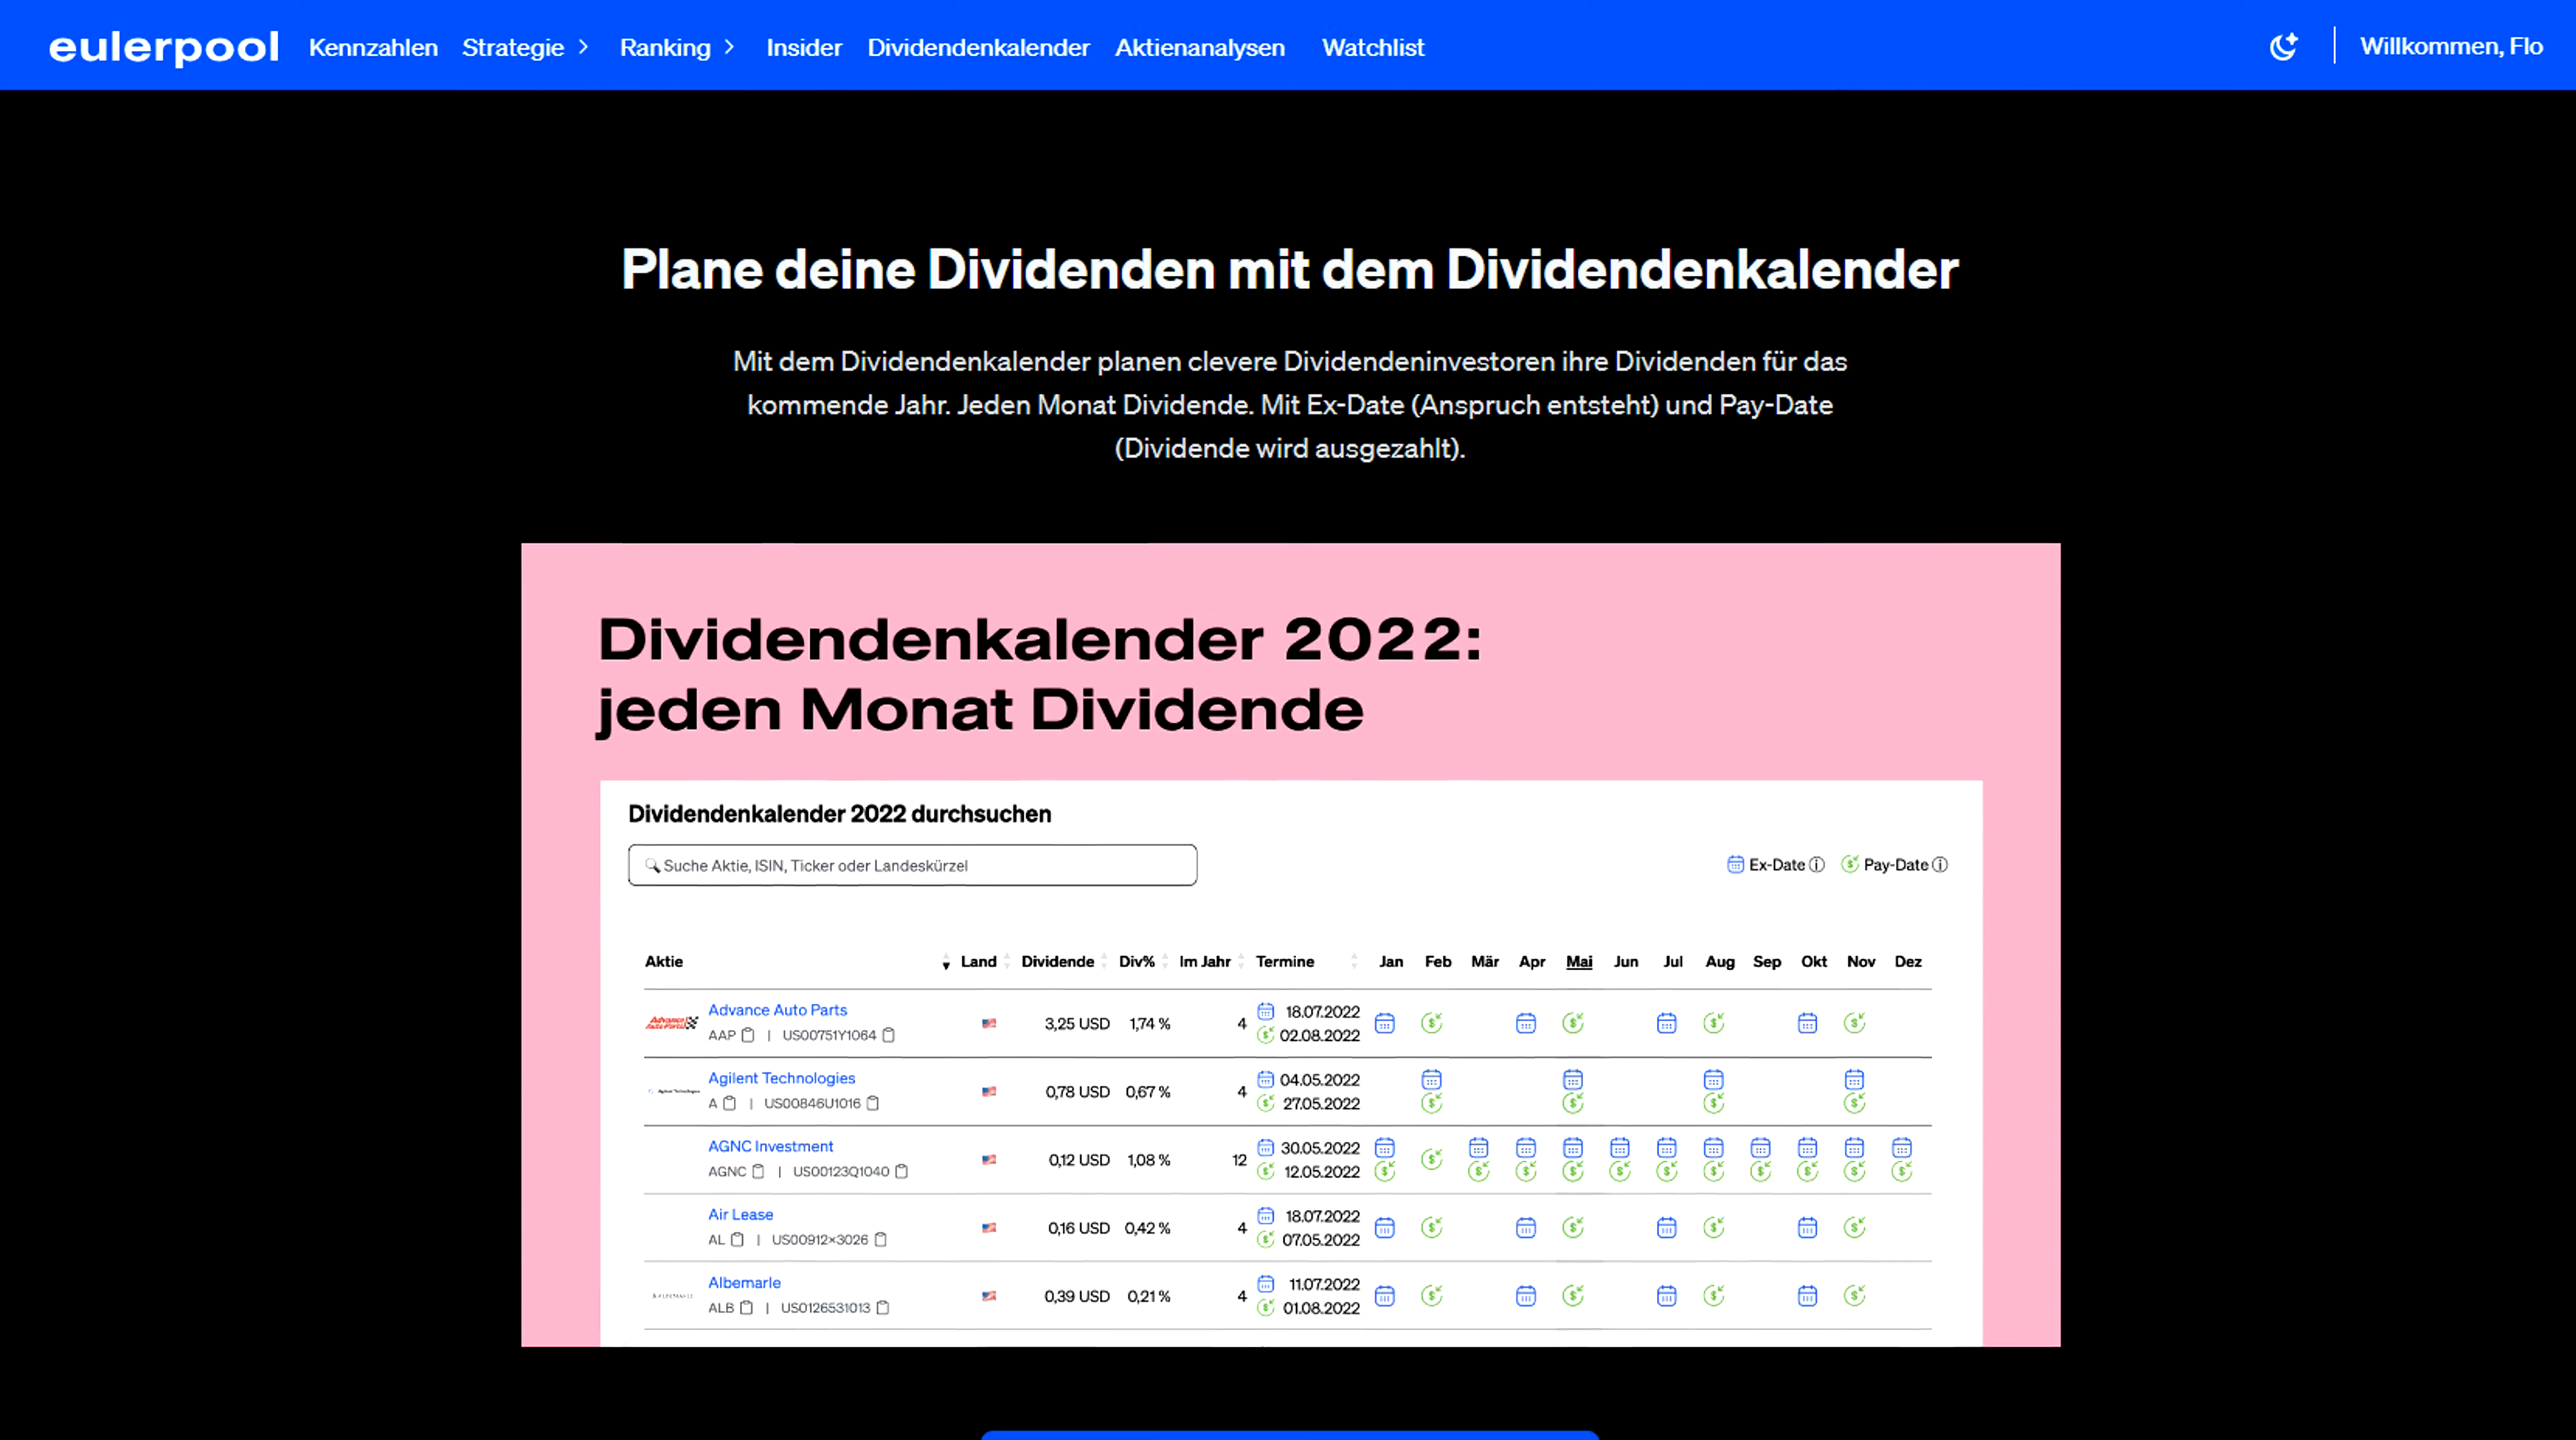 eulerpool Kennzahlen Strategie Ranking Insider Dividendenkalender Aktienanalysen Watchlist Willkommen, Flo
Plane deine Dividenden mit dem Dividendenkalender
Mit dem Dividendenkalender planen clevere Dividendeninvestoren ihre Dividenden für das
kommende Jahr. Jeden Monat Dividende. Mit Ex-Date (Anspruch entsteht) und Pay-Date
(Dividende wird ausgezahlt).
Dividendenkalender 2022:
jeden Monat Dividende
Dividendenkalender 2022 durchsuchen
Suche Aktie, ISIN, Ticker oder Landeskürzel
Ex-Date Pay-Date
Aktie Land Dividende Div% Im Jahr Termine Jan Feb Mär Apr Mai Jun Jul Aug Sep Okt Nov Dez
Advance Auto Parts
Advance Auto Parts
AAP | US00751Y1064
3,25 USD 1,74 % 4
18.07.2022
02.08.2022
Agilent Technologies
Agilent Technologies
A | US00846U1016
0,78 USD 0,67 % 4
04.05.2022
27.05.2022
AGNC Investment
AGNC | US00123Q1040
0,12 USD 1,08 % 12
30.05.2022
12.05.2022
Air Lease
AL | US00912x3026
0,16 USD 0,42 % 4
18.07.2022
07.05.2022
Albemarle
ALBEMARLE
ALB | US0126531013
0,39 USD 0,21 % 4
11.07.2022
01.08.2022